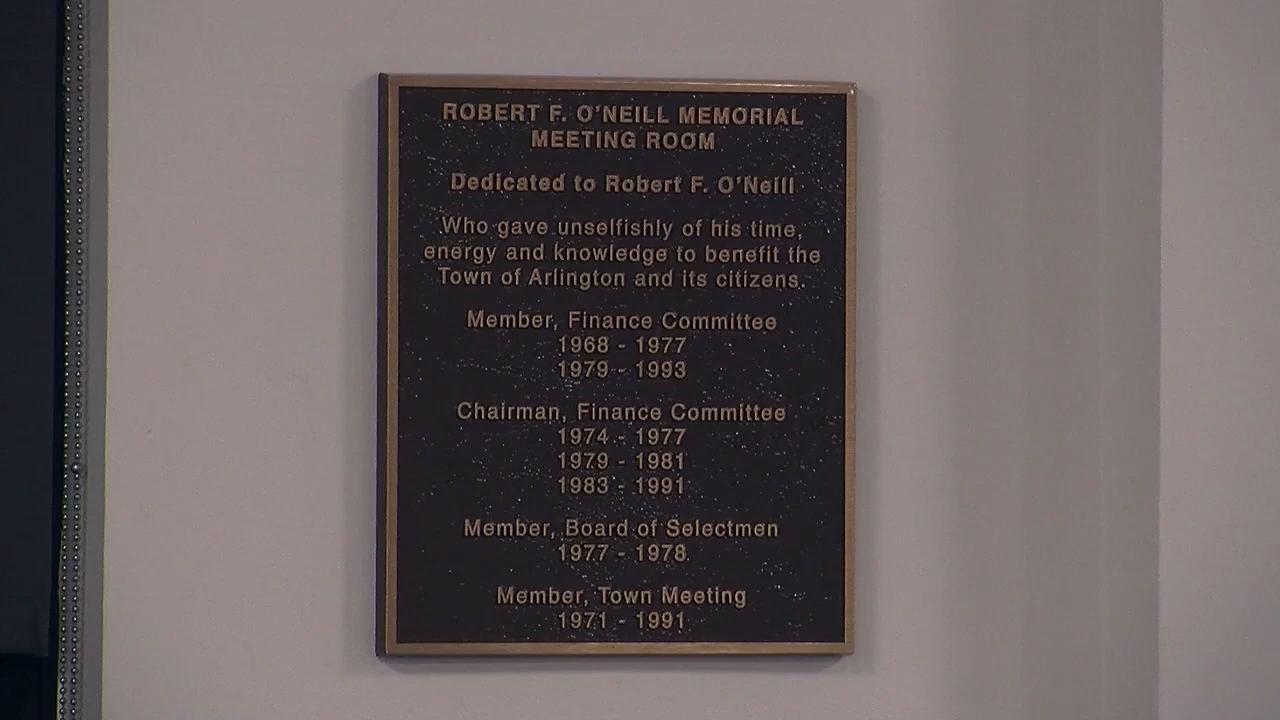 ROBERT F. O'NEILL MEMORIAL
MEETING ROOM
Dedicated to Robert F. O'Neill
Who gave unselfishly of his time,
energy and knowledge to benefit the
Town of Arlington and its citizens.
Member, Finance Committee
1968 - 1977
1979 - 1993
Chairman, Finance Committee
1974 - 1977
1979 - 1981
1983 - 1991
Member, Board of Selectmen
1977 - 1978
Member, Town Meeting
1971 - 1991